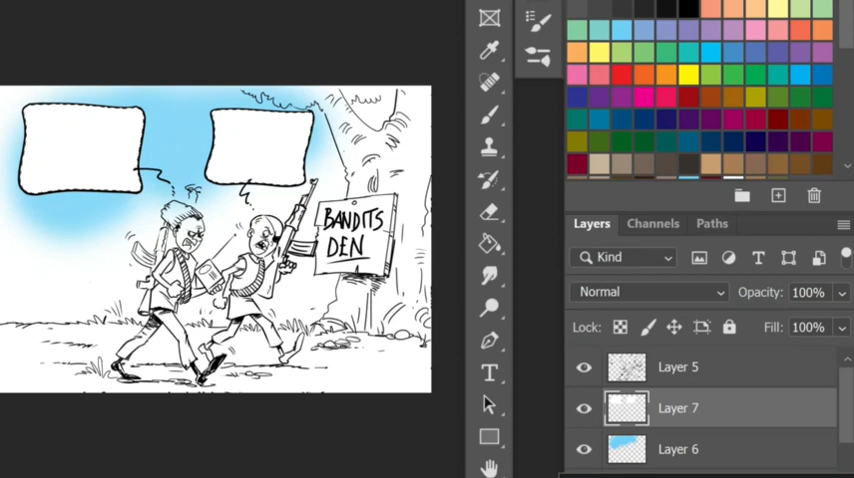 BANDITS
DEN
Layers
Channels
Paths
Kind
Normal
Opacity:
100%
Lock:
Fill:
100%
Layer 5
Layer 7
Layer 6